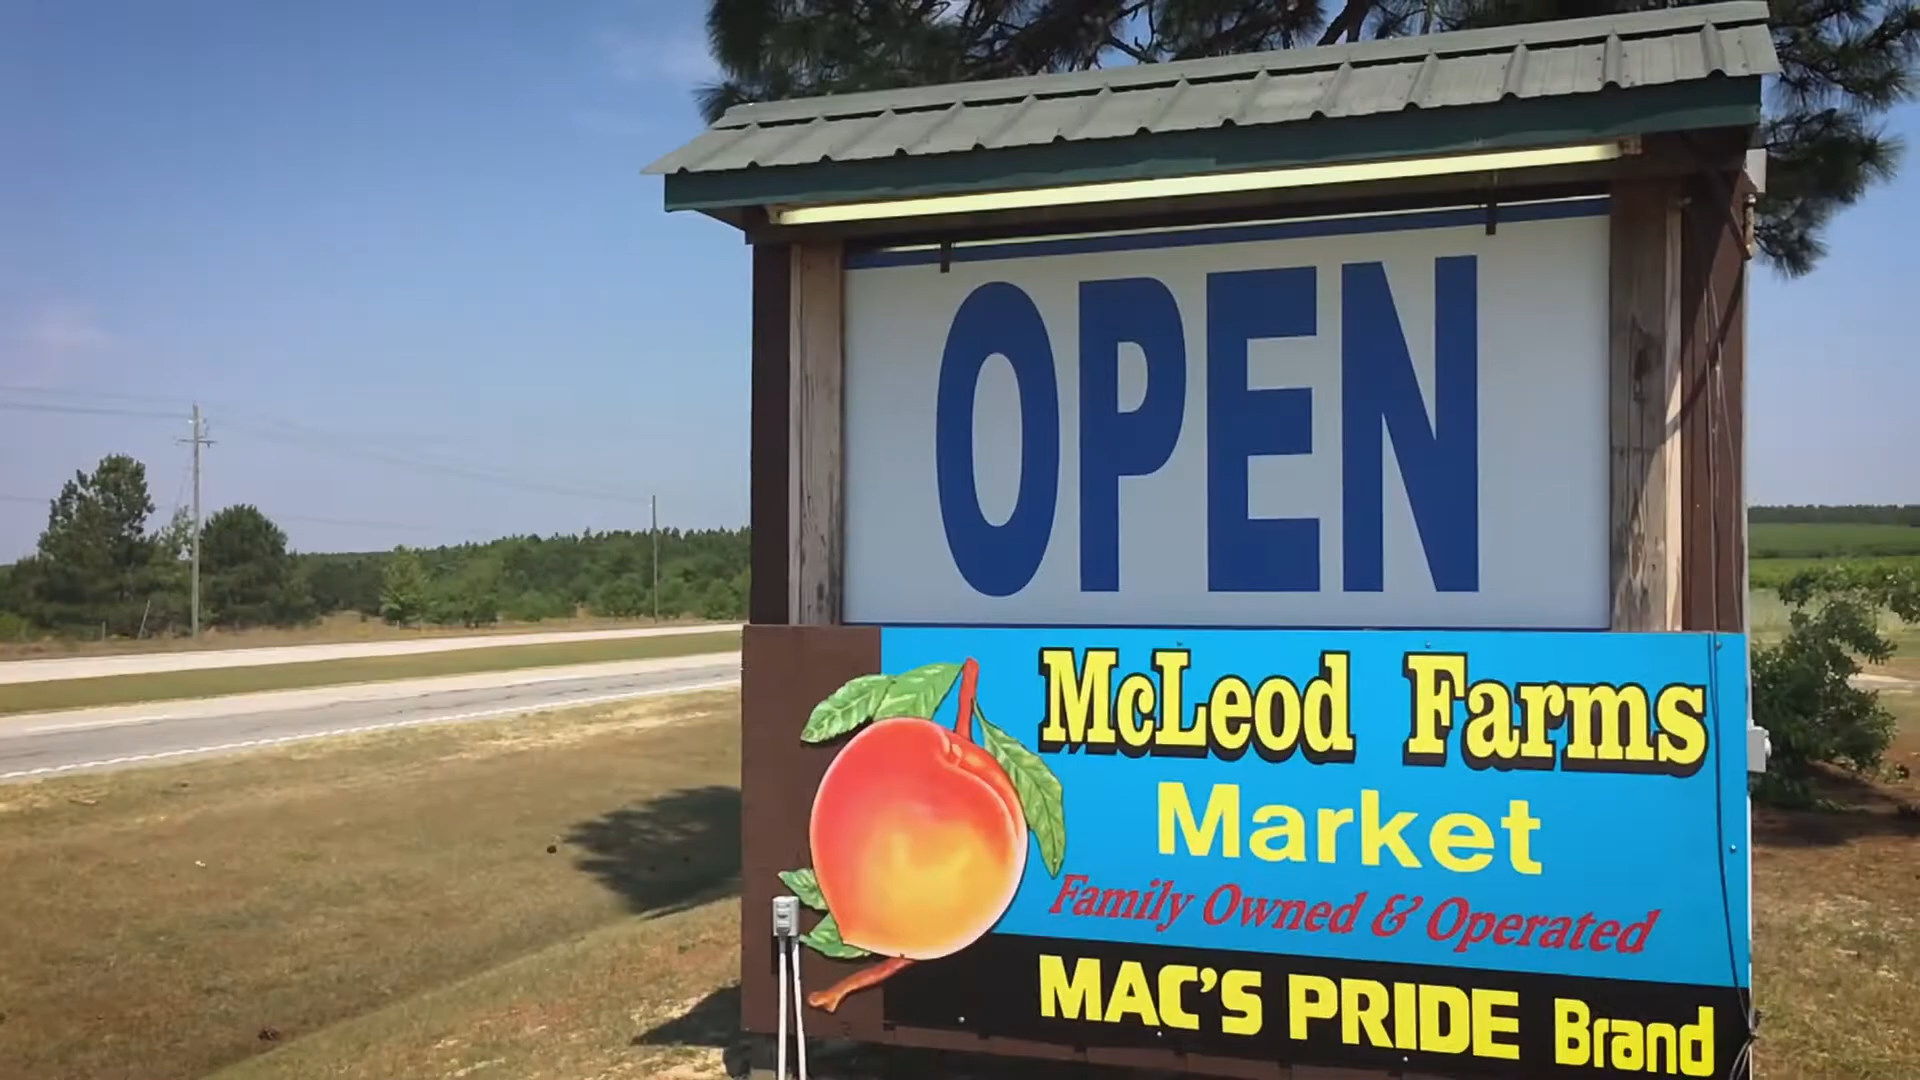 OPEN
McLeod Farms
Market
Family Owned & Operated
MAC'S PRIDE Brand